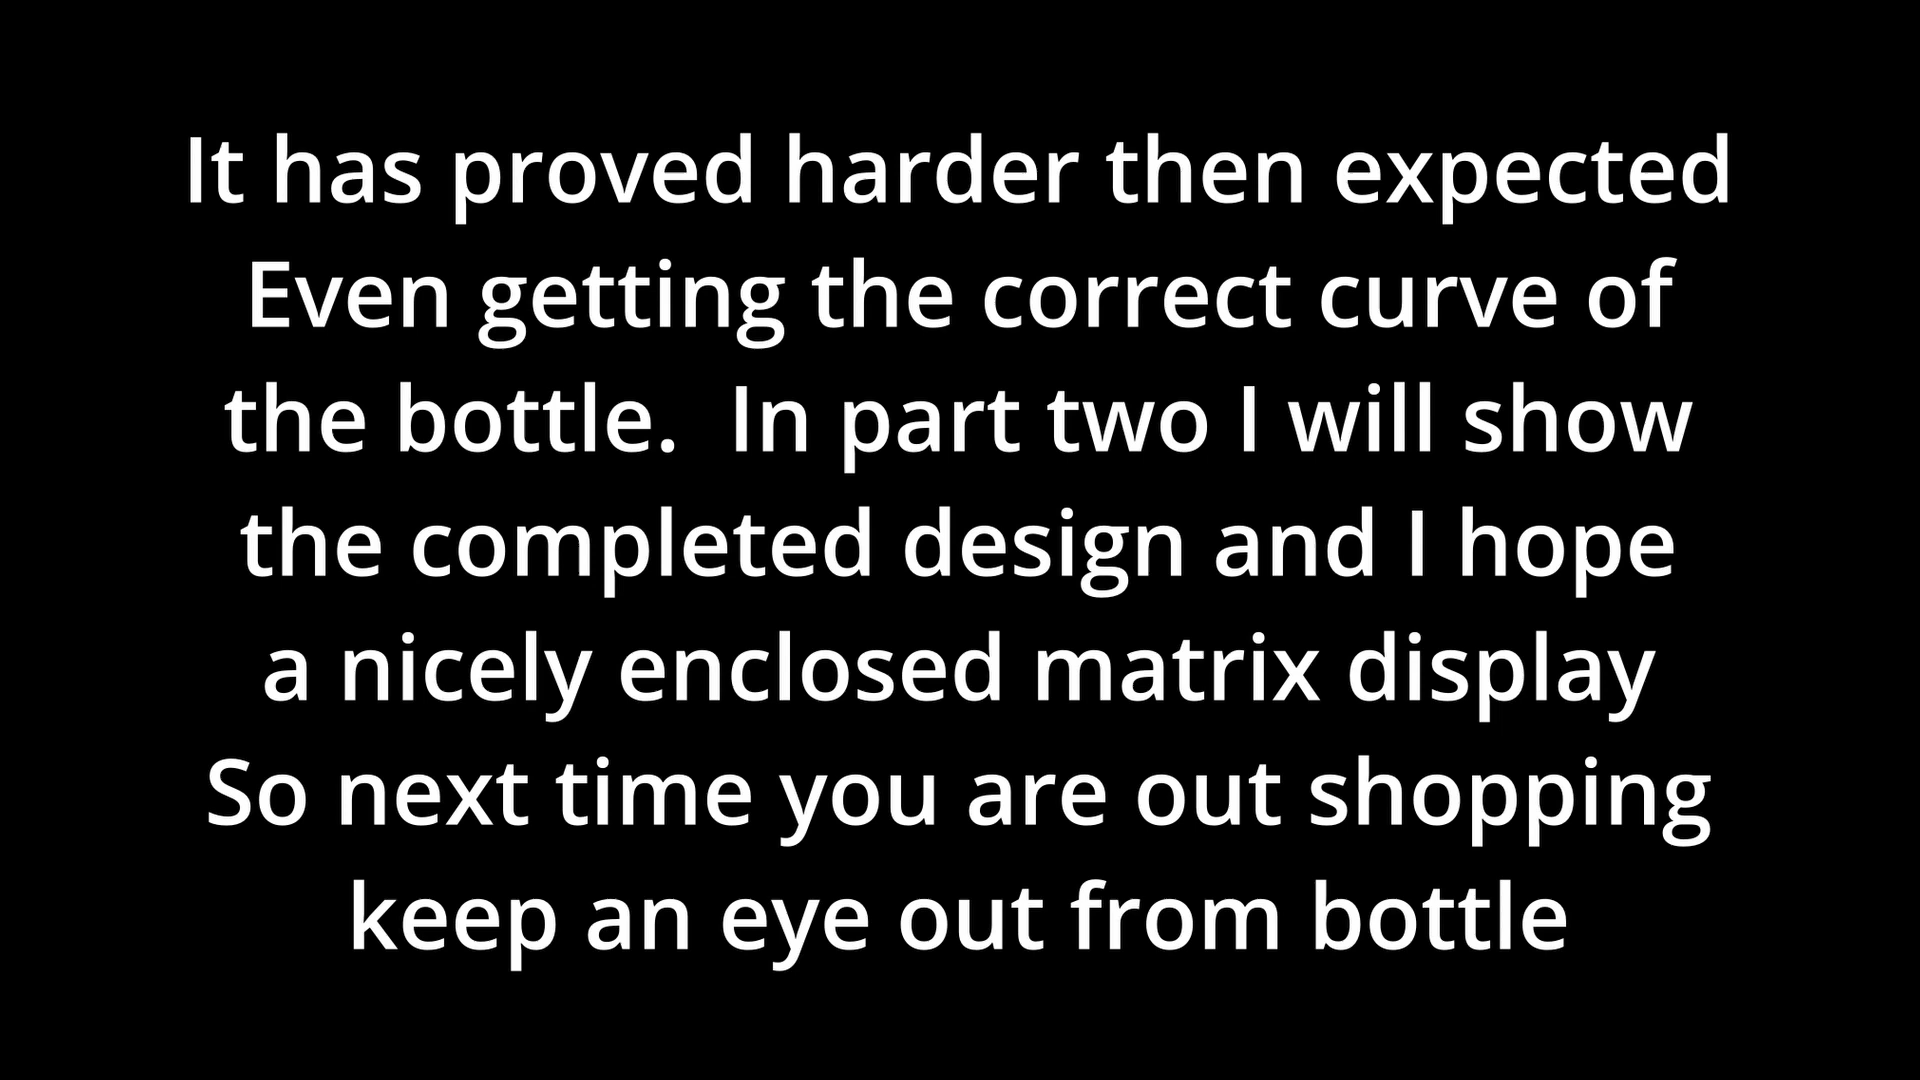 It has proved harder then expected
Even getting the correct curve of
the bottle.  In part two I will show
the completed design and I hope
a nicely enclosed matrix display
So next time you are out shopping
keep an eye out from bottle